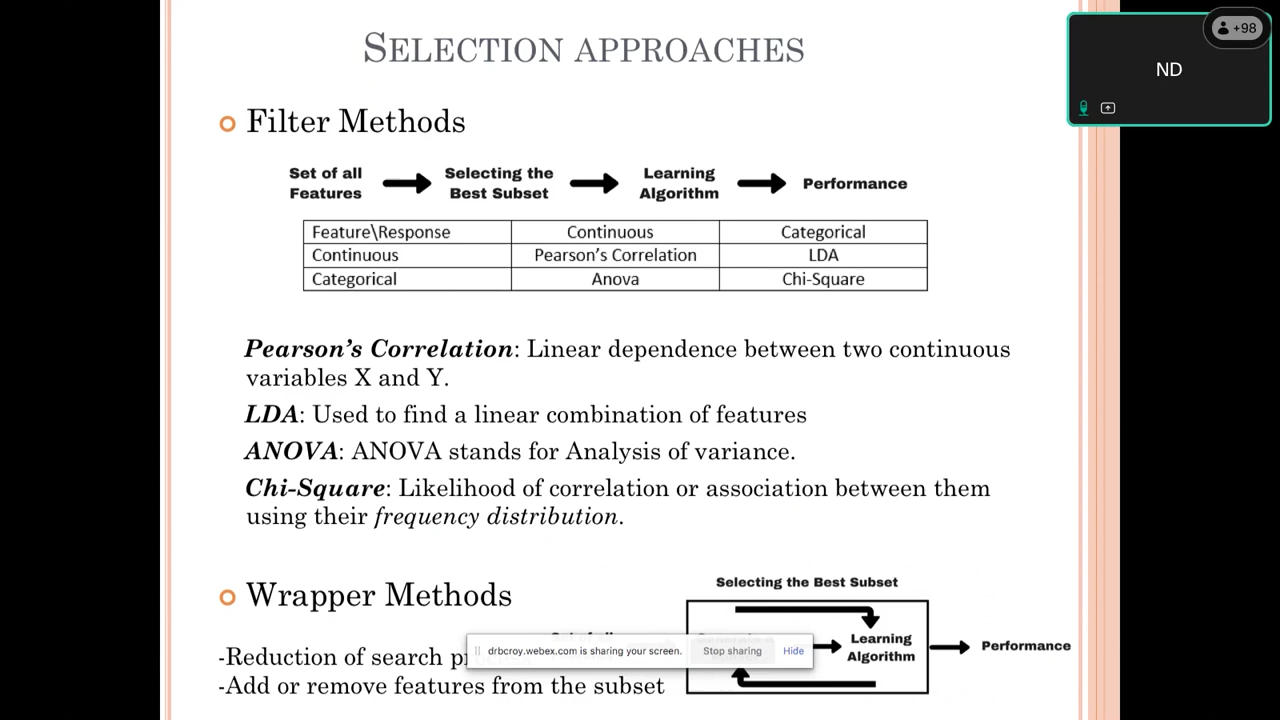 SELECTION APPROACHES
+98
ND
Filter Methods
Set of all Features
Selecting the Best Subset
Learning Algorithm
Performance
Feature\Response Continuous Categorical
Continuous Pearson's Correlation LDA
Categorical Anova Chi-Square
Pearson's Correlation: Linear dependence between two continuous
variables X and Y.
LDA: Used to find a linear combination of features
ANOVA: ANOVA stands for Analysis of variance.
Chi-Square: Likelihood of correlation or association between them
using their frequency distribution.
Wrapper Methods
Selecting the Best Subset
Learning
Algorithm
Performance
drbcroy.webex.com is sharing your screen. Stop sharing Hide
-Reduction of search
-Add or remove features from the subset